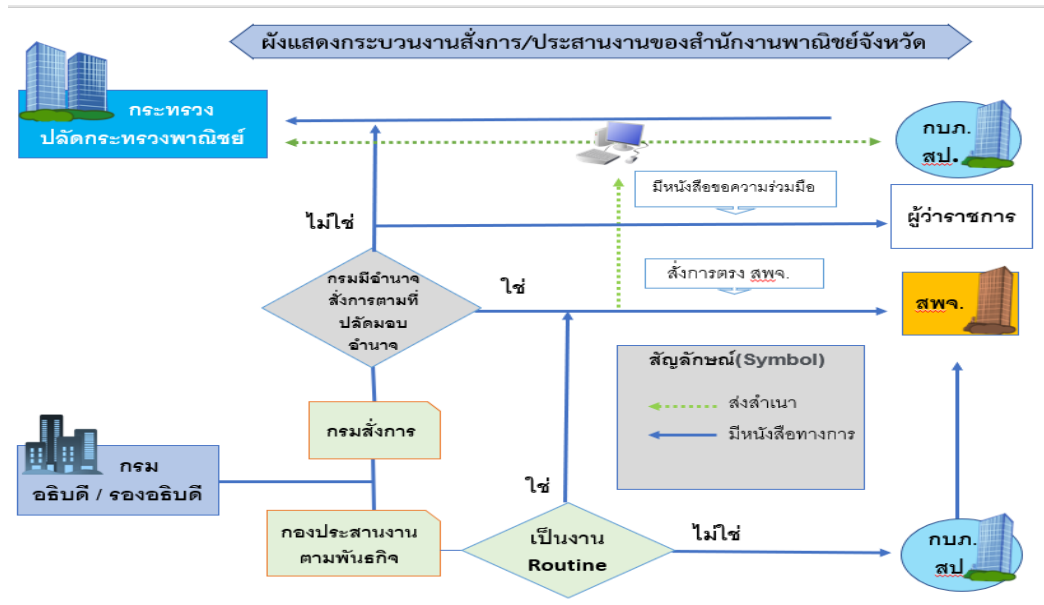 ผังแสดงกระบวนงานสั่งการ/ประสานงานของสำนักงานพาณิชย์จังหวัด
กระทรวง
ปลัดกระทรวงพาณิชย์
กบภ.
สป.
มีหนังสือขอความร่วมมือ
ผู้ว่าราชการ
ไม่ใช่
กรมมีอำนาจ
สั่งการตามที่
ปลัดมอบ
อำนาจ
ใช่
สั่งการตรง สพจ.
สพจ.
สัญลักษณ์(Symbol)
ส่งสำเนา
มีหนังสือทางการ
กรมสั่งการ
กรม
อธิบดี / รองอธิบดี
กองประสานงาน
ตามพันธกิจ
ใช่
เป็นงาน
Routine
ไม่ใช่
กบภ.
สป